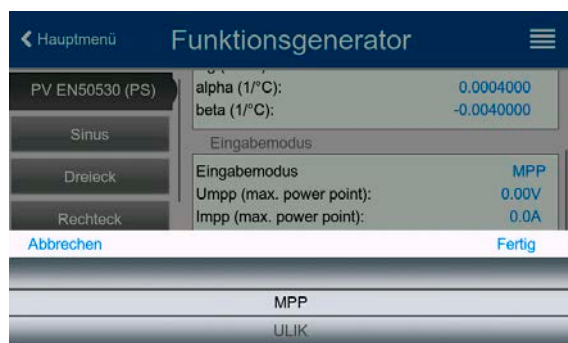 Hauptmenü
Funktionsgenerator
PV EN50530 (PS)
Sinus
Dreieck
Rechteck
alpha (1/°C): 0.0004000
beta (1/°C): -0.0040000
Eingabemodus
Eingabemodus MPP
Umpp (max. power point): 0.00V
Impp (max. power point): 0.0A
Abbrechen Fertig
MPP
ULIK